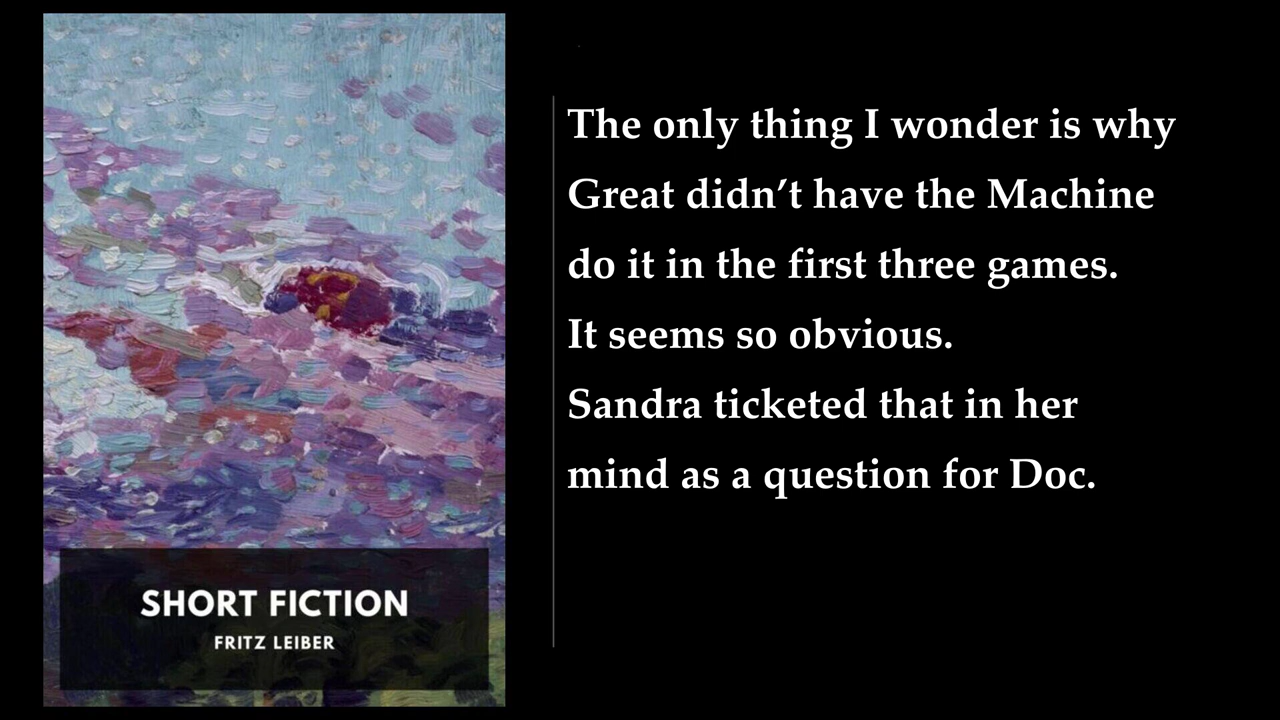 The only thing I wonder is why
Great didn’t have the Machine
do it in the first three games.
It seems so obvious.
Sandra ticketed that in her
mind as a question for Doc.
SHORT FICTION
FRITZ LEIBER